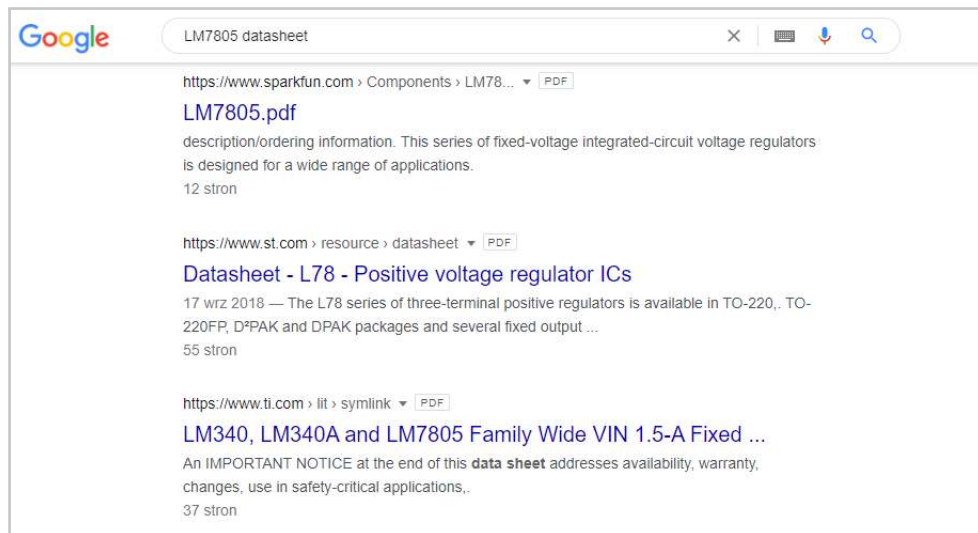 Google
LM7805 datasheet
https://www.sparkfun.com › Components › LM78... PDF
LM7805.pdf
description/ordering information. This series of fixed-voltage integrated-circuit voltage regulators
is designed for a wide range of applications.
12 stron
https://www.st.com › resource › datasheet PDF
Datasheet - L78 - Positive voltage regulator ICs
17 wrz 2018 — The L78 series of three-terminal positive regulators is available in TO-220,. TO-
220FP, D²PAK and DPAK packages and several fixed output ...
55 stron
https://www.ti.com › lit › symlink PDF
LM340, LM340A and LM7805 Family Wide VIN 1.5-A Fixed ...
An IMPORTANT NOTICE at the end of this data sheet addresses availability, warranty,
changes, use in safety-critical applications,.
37 stron